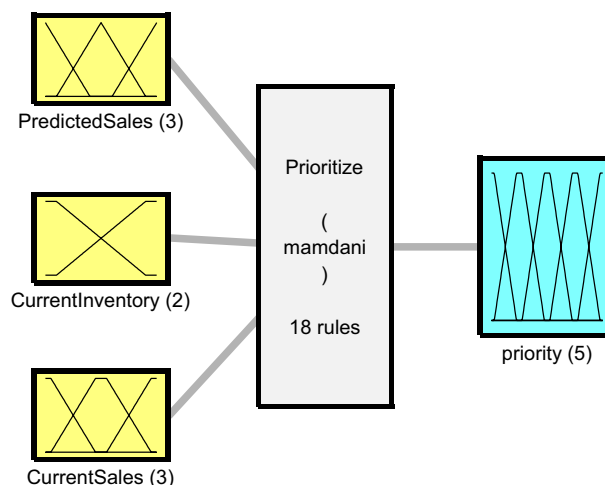 PredictedSales (3)
CurrentInventory (2)
CurrentSales (3)
Prioritize
(
mamdani
)
18 rules
priority (5)